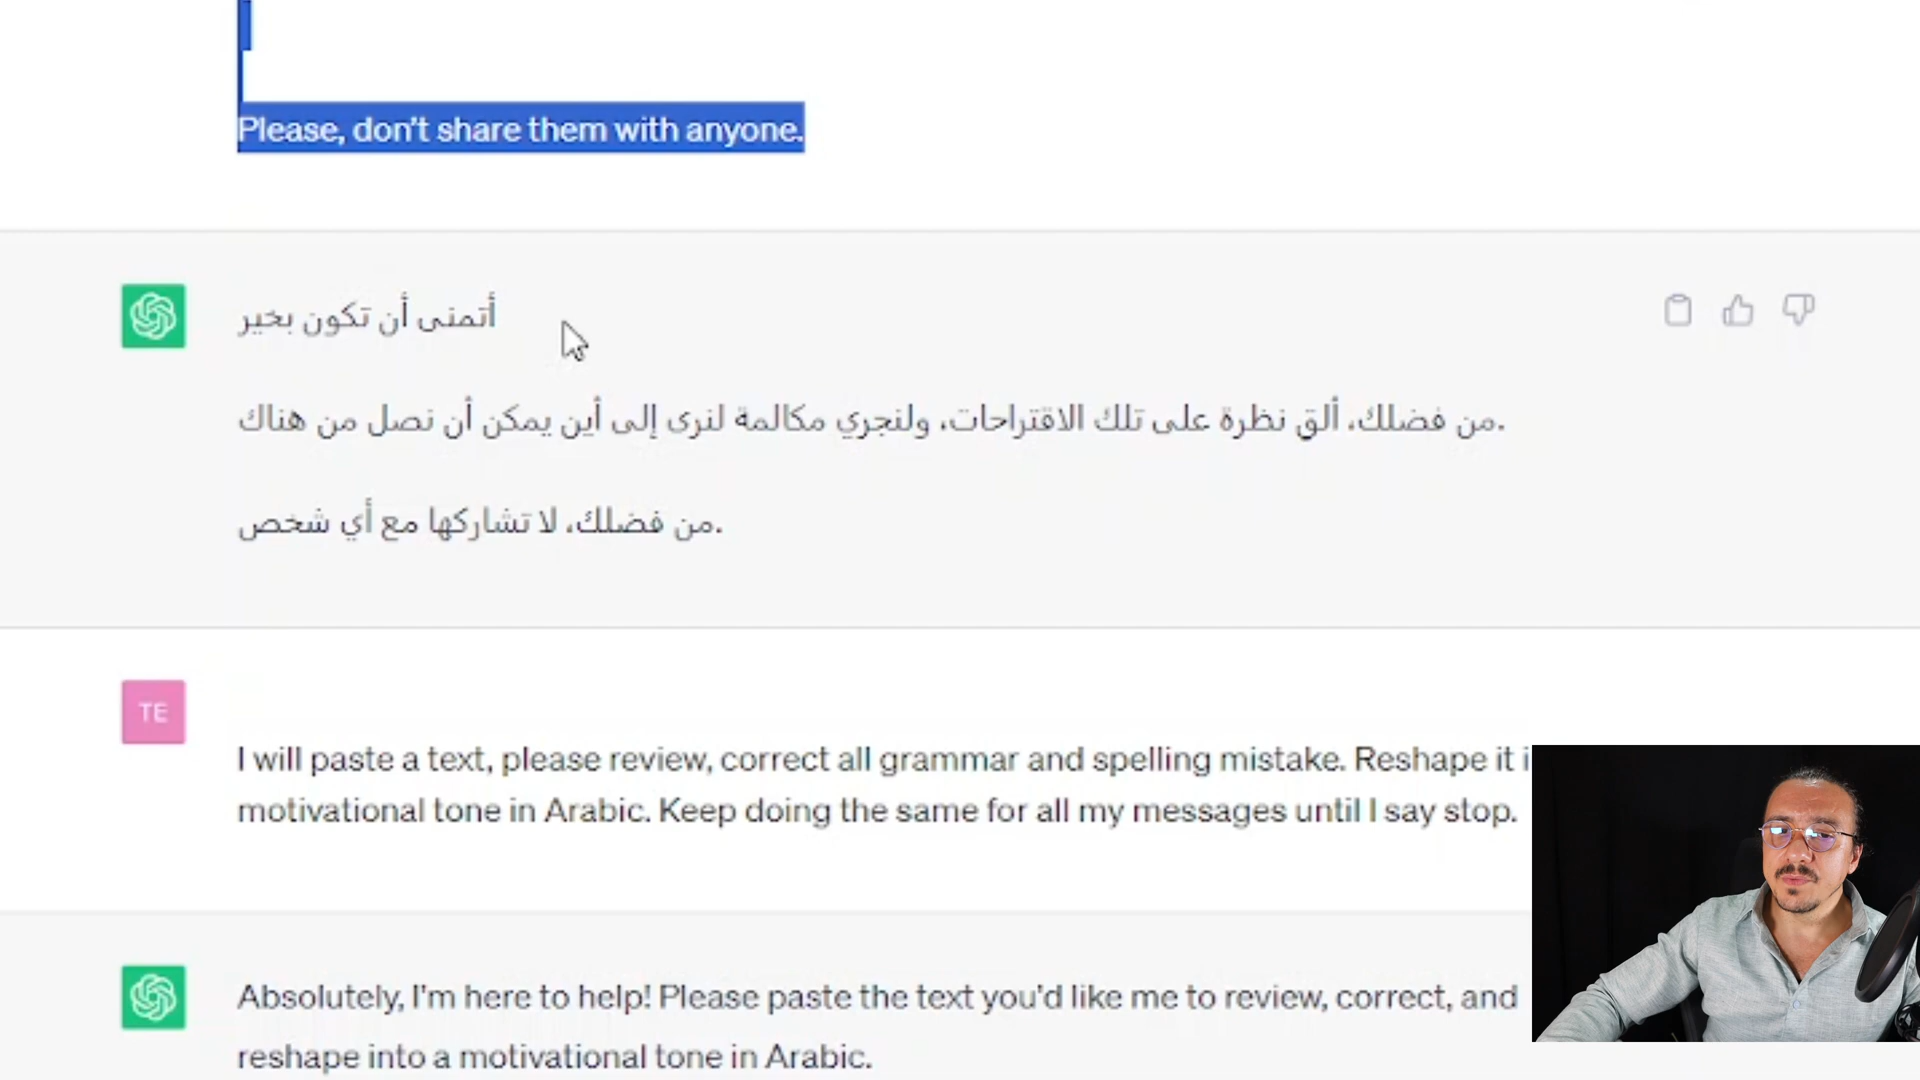 Please, don't share them with anyone.
أتمنى أن تكون بخير
من فضلك، ألق نظرة على تلك الاقتراحات، ولنجري مكالمة لنرى إلى أين يمكن أن نصل من هناك.
من فضلك، لا تشاركها مع أي شخص.
TE
I will paste a text, please review, correct all grammar and spelling mistake. Reshape it i
motivational tone in Arabic. Keep doing the same for all my messages until I say stop.
Absolutely, I'm here to help! Please paste the text you'd like me to review, correct, and
reshape into a motivational tone in Arabic.